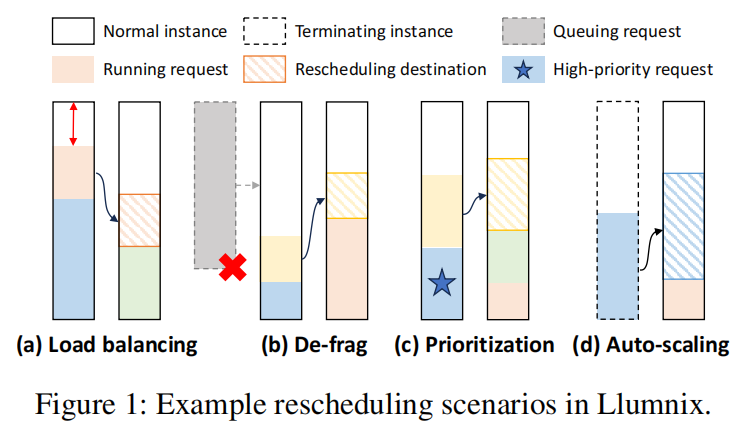 Normal instance Terminating instance Queuing request
Running request Rescheduling destination High-priority request
(a) Load balancing (b) De-frag (c) Prioritization (d) Auto-scaling
Figure 1: Example rescheduling scenarios in Llumnix.